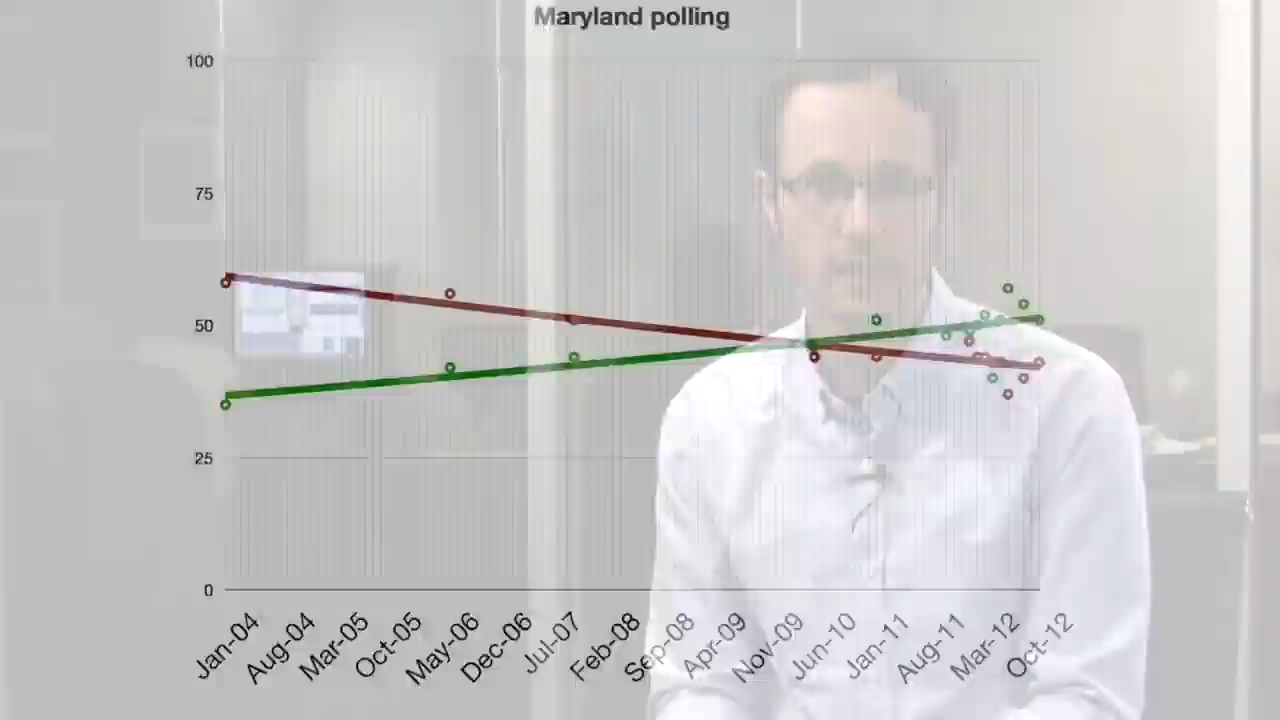 Maryland polling
100
75
50
25
0
Jan-04
Aug-04
Mar-05
Oct-05
May-06
Dec-06
Jul-07
Feb-08
Sep-08
Apr-09
Nov-09
Jun-10
Jan-11
Aug-11
Mar-12
Oct-12